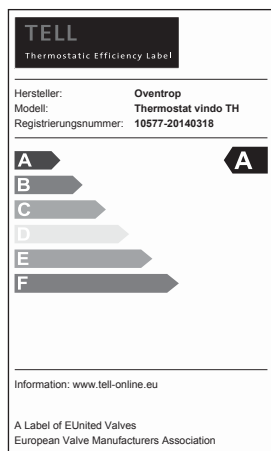 TELL
Thermostatic Efficiency Label
Hersteller: Oventrop
Modell: Thermostat vindo TH
Registrierungsnummer: 10577-20140318
A A
B
C
D
E
F
Information: www.tell-online.eu
A Label of EUnited Valves
European Valve Manufacturers Association